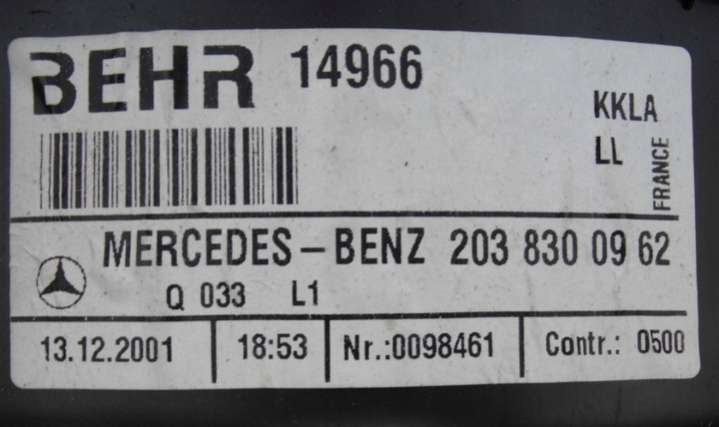 BEHR 14966
KKLA
LL
FRANCE
MERCEDES-BENZ 203 830 09 62
Q 033 L1
13.12.2001 18:53 Nr.:0098461 Contr.: 0500